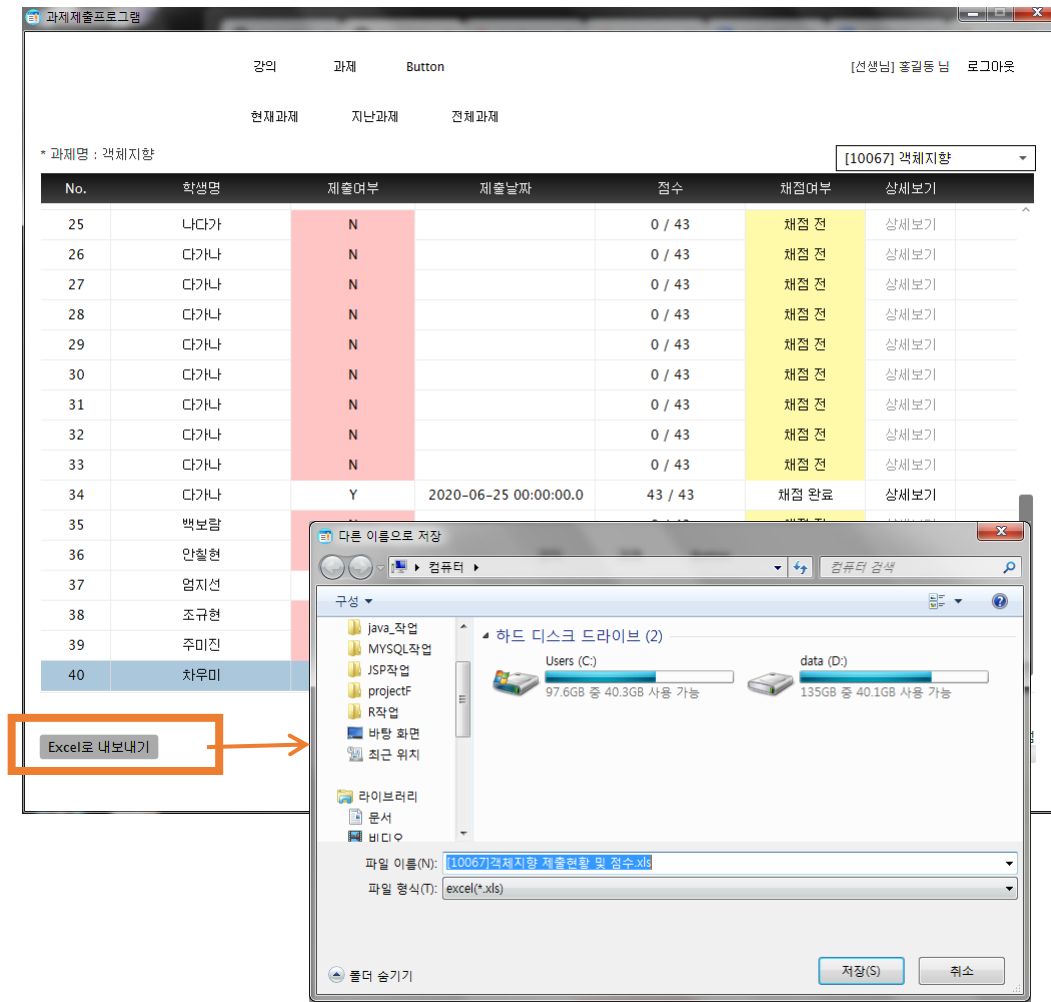 과제제출프로그램
강의 과제 Button [선생님] 홍길동 님 로그아웃
현재과제 지난과제 전체과제
* 과제명 : 객체지향 [10067] 객체지향
No. 학생명 제출여부 제출날짜 점수 채점여부 상세보기
25 나다가 N 0 / 43 채점 전 상세보기
26 다가나 N 0 / 43 채점 전 상세보기
27 다가나 N 0 / 43 채점 전 상세보기
28 다가나 N 0 / 43 채점 전 상세보기
29 다가나 N 0 / 43 채점 전 상세보기
30 다가나 N 0 / 43 채점 전 상세보기
31 다가나 N 0 / 43 채점 전 상세보기
32 다가나 N 0 / 43 채점 전 상세보기
33 다가나 N 0 / 43 채점 전 상세보기
34 다가나 Y 2020-06-25 00:00:00.0 43 / 43 채점 완료 상세보기
35 백보람
36 안칠현
37 엄지선
38 조규현
39 주미진
40 차우미
Excel로 내보내기
다른 이름으로 저장
컴퓨터 컴퓨터 검색
구성
java_작업
MYSQL작업
JSP작업
projectF
R작업
바탕 화면
최근 위치
라이브러리
문서
비디오
하드 디스크 드라이브 (2)
Users (C:) data (D:)
97.6GB 중 40.3GB 사용 가능 135GB 중 40.1GB 사용 가능
파일 이름(N): [10067]객체지향 제출현황 및 점수.xls
파일 형식(T): excel(*.xls)
폴더 숨기기 저장(S) 취소